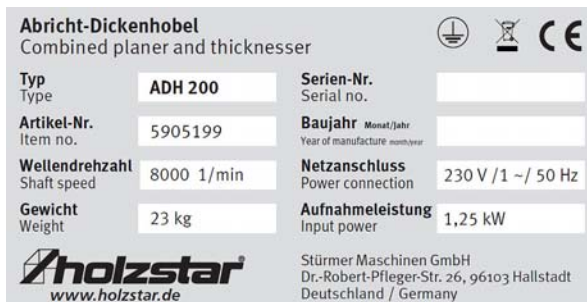 Abricht-Dickenhobel
Combined planer and thicknesser
CE
Typ
Type
ADH 200
Serien-Nr.
Serial no.
Artikel-Nr.
Item no.
5905199
Baujahr Monat/Jahr
Year of manufacture month/year
Wellendrehzahl
Shaft speed
8000 1/min
Netzanschluss
Power connection
230 V /1 ~/ 50 Hz
Gewicht
Weight
23 kg
Aufnahmeleistung
Input power
1,25 kW
holzstar
www.holzstar.de
Stürmer Maschinen GmbH
Dr.-Robert-Pfleger-Str. 26, 96103 Hallstadt
Deutschland / Germany